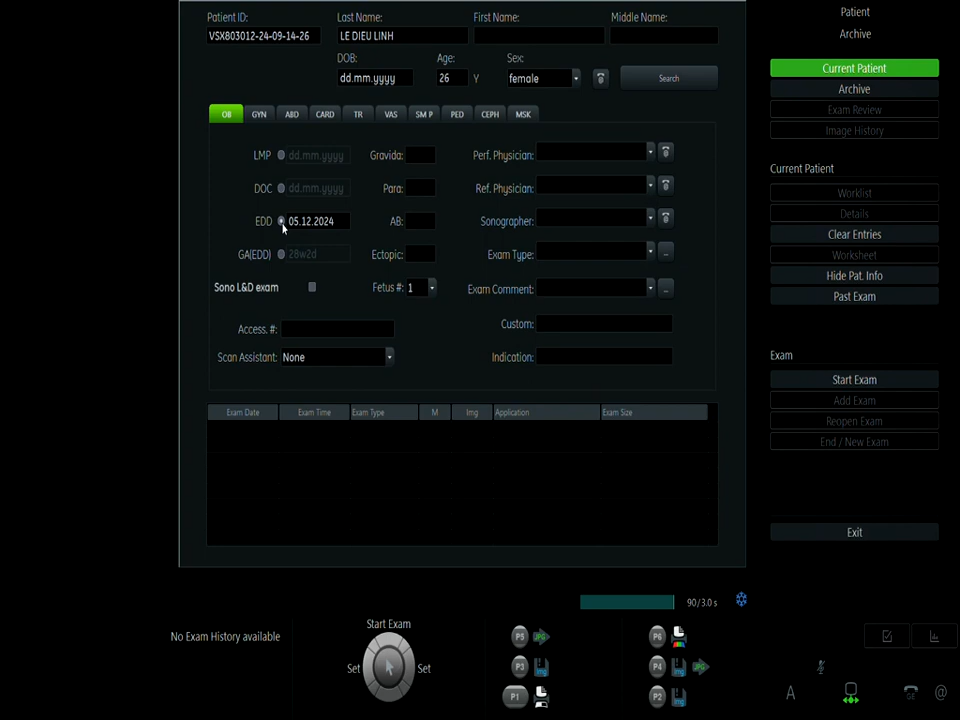 Patient ID: Last Name: First Name: Middle Name:
VSX803012-24-09-14-26 LE DIEU LINH
DOB: Age: Sex:
dd.mm.yyyy 26 Y female Search
OB GYN ABD CARD TR VAS SM P PED CEPH MSK
LMP dd.mm.yyyy Gravida: Perf. Physician:
DOC dd.mm.yyyy Para: Ref. Physician:
EDD 05.12.2024 AB: Sonographer:
GA(EDD) 28w2d Ectopic: Exam Type: ...
Sono L&D exam Fetus #: 1 Exam Comment: ...
Access. #: Custom:
Scan Assistant: None Indication:
Exam Date Exam Time Exam Type M Img Application Exam Size
Patient
Archive
Current Patient
Archive
Exam Review
Image History
Current Patient
Worklist
Details
Clear Entries
Worksheet
Hide Pat. Info
Past Exam
Exam
Start Exam
Add Exam
Reopen Exam
End / New Exam
Exit
90/3.0 s
No Exam History available
Start Exam
Set Set
P5 JPG P6
P3 img P4 img JPG
P1 P2 img
A GE @